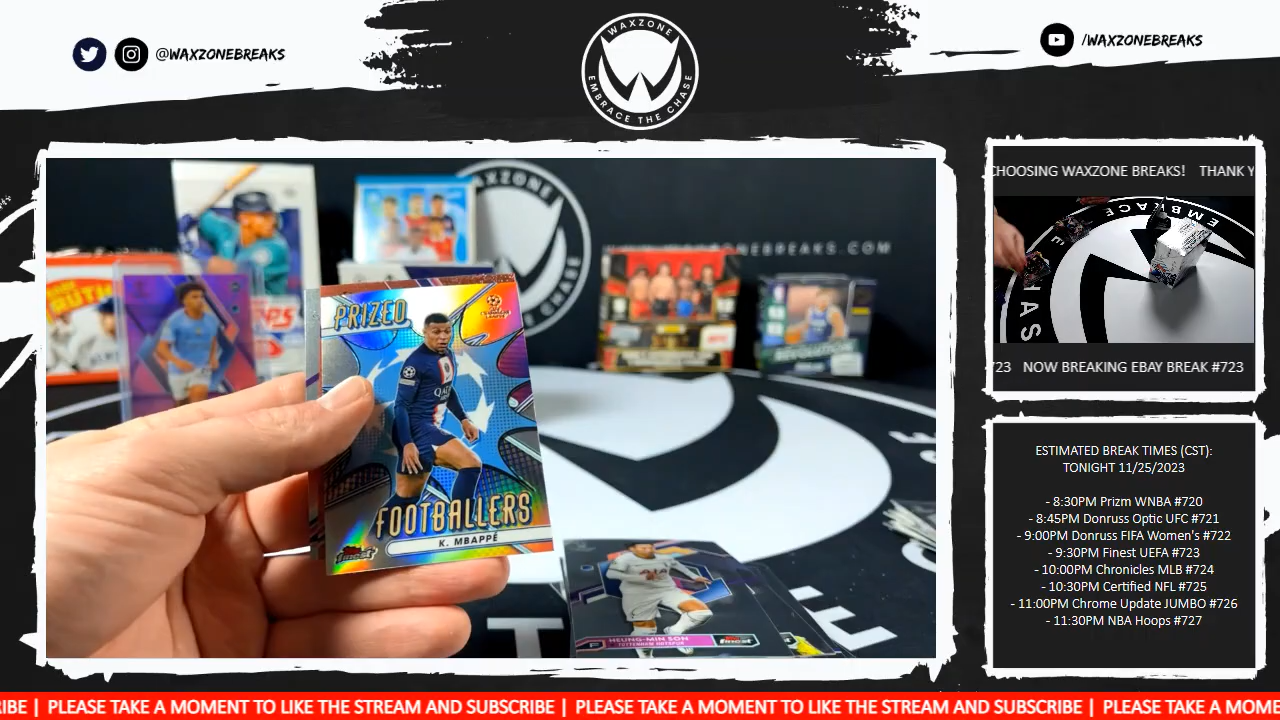 @WAXZONEBREAKS
WAXZONE
EMBRACE THE CHASE
/WAXZONEBREAKS
CHOOSING WAXZONE BREAKS! THANK Y
WAXZONE
PRIZED
FOOTBALLERS
K. MBAPPÉ
finest
HEUNG-MIN SON
TOTTENHAM HOTSPUR
finest
723 NOW BREAKING EBAY BREAK #723
ESTIMATED BREAK TIMES (CST):
TONIGHT 11/25/2023
- 8:30PM Prizm WNBA #720
- 8:45PM Donruss Optic UFC #721
- 9:00PM Donruss FIFA Women's #722
- 9:30PM Finest UEFA #723
- 10:00PM Chronicles MLB #724
- 10:30PM Certified NFL #725
- 11:00PM Chrome Update JUMBO #726
- 11:30PM NBA Hoops #727
RIBE | PLEASE TAKE A MOMENT TO LIKE THE STREAM AND SUBSCRIBE | PLEASE TAKE A MOMENT TO LIKE THE STREAM AND SUBSCRIBE | PLEASE TAKE A MOME